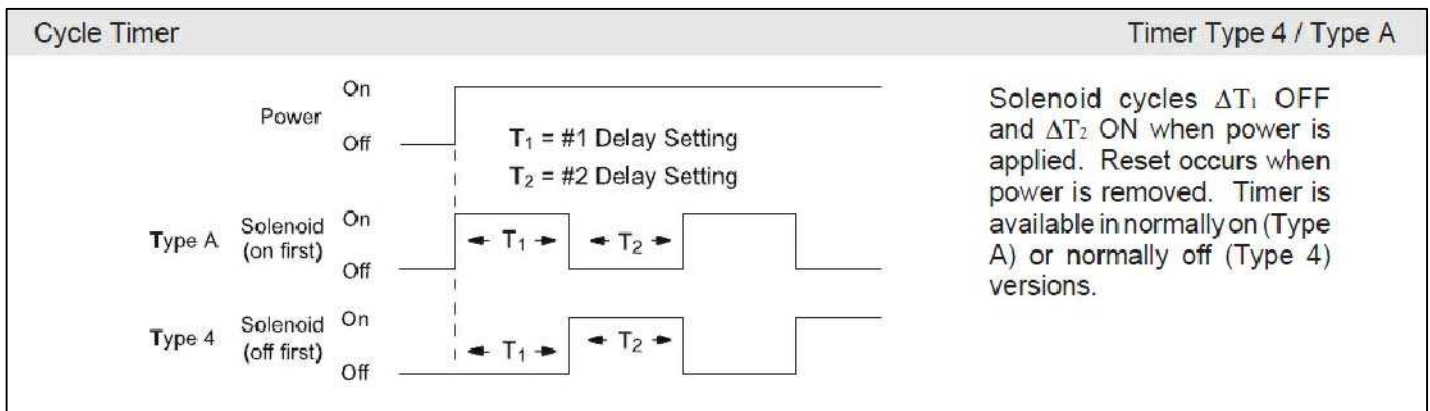 Cycle Timer
Timer Type 4 / Type A
On
Power
Off
T₁ = #1 Delay Setting
T₂ = #2 Delay Setting
Type A
Solenoid
(on first)
On
Off
T₁
T₂
Type 4
Solenoid
(off first)
On
Off
T₁
T₂
Solenoid cycles ΔT₁ OFF
and ΔT₂ ON when power is
applied. Reset occurs when
power is removed. Timer is
available in normally on (Type
A) or normally off (Type 4)
versions.